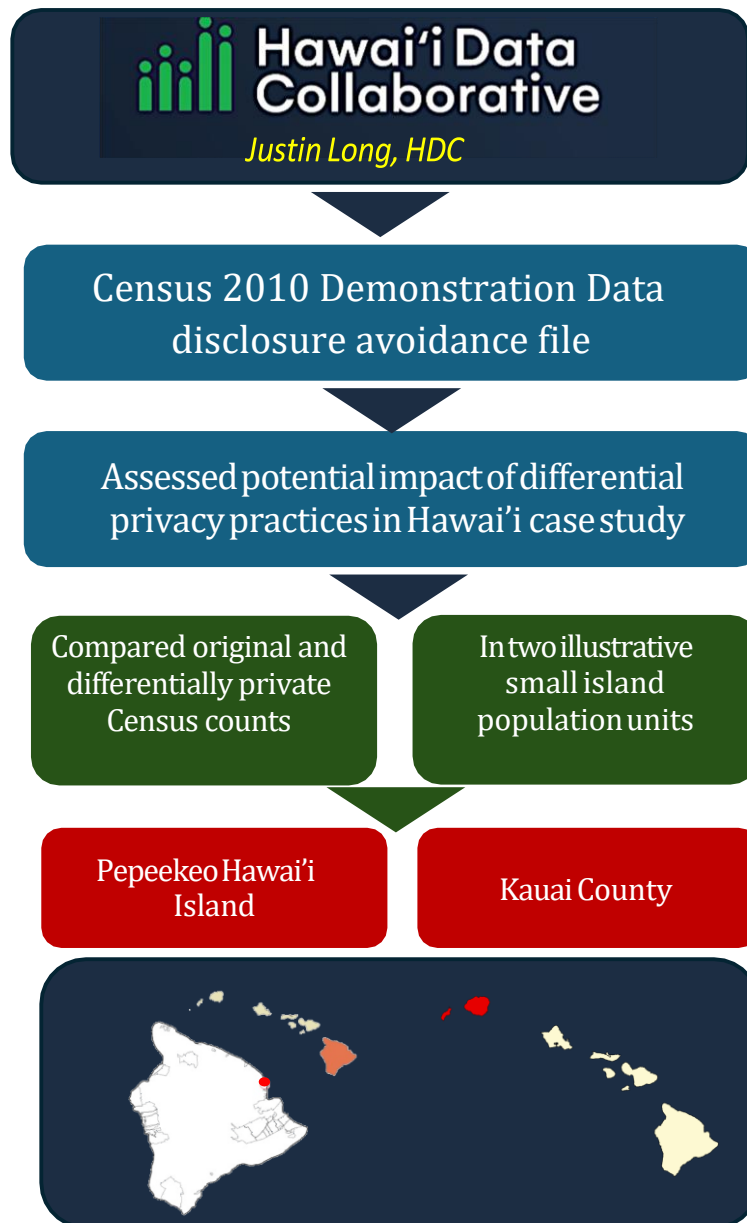 Hawaiʻi Data
Collaborative
Justin Long, HDC
Census 2010 Demonstration Data
disclosure avoidance file
Assessed potential impact of differential
privacy practices in Hawai’i case study
Compared original and
differentially private
Census counts
In two illustrative
small island
population units
Pepeekeo Hawai’i
Island
Kauai County